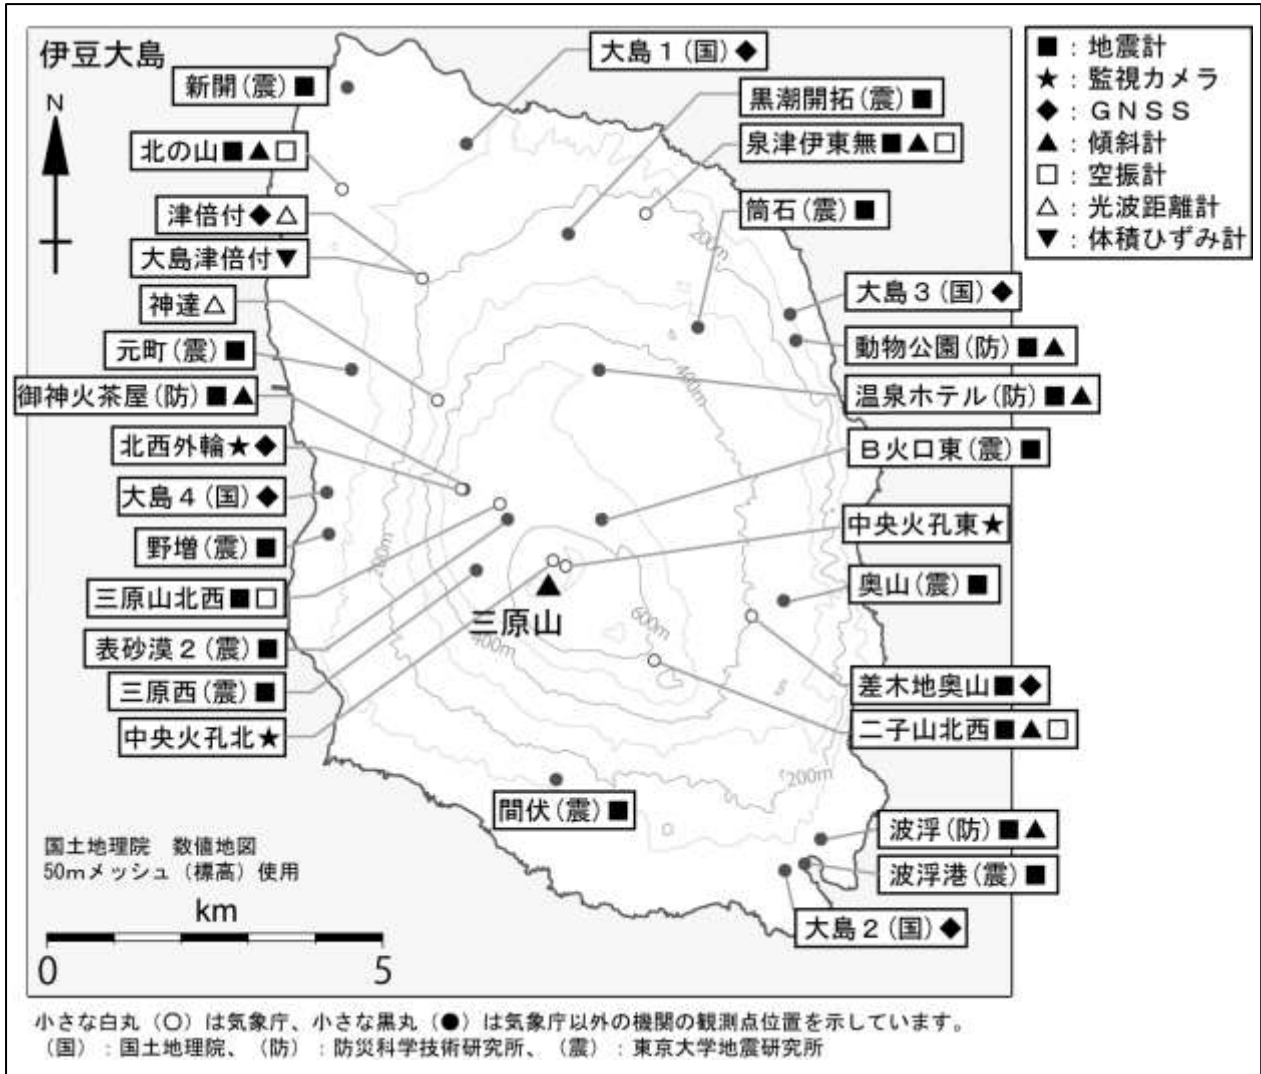 伊豆大島
N
大島1(国)◆
新開(震)■
黒潮開拓(震)■
北の山■▲□
泉津伊東無■▲□
津倍付◆△
筒石(震)■
大島津倍付▼
神達△
大島3(国)◆
元町(震)■
動物公園(防)■▲
御神火茶屋(防)■▲
温泉ホテル(防)■▲
北西外輪★◆
B火口東(震)■
大島4(国)◆
中央火孔東★
野増(震)■
三原山北西■□
奥山(震)■
三原山
表砂漠2(震)■
三原西(震)■
差木地奥山■◆
中央火孔北★
二子山北西■▲□
間伏(震)■
波浮(防)■▲
波浮港(震)■
大島2(国)◆
200m
400m
200m
600m
400m
200m
■:地震計
★:監視カメラ
◆:GNSS
▲:傾斜計
□:空振計
△:光波距離計
▼:体積ひずみ計
国土地理院 数値地図
50mメッシュ(標高)使用
km
0 5
小さな白丸(○)は気象庁、小さな黒丸(●)は気象庁以外の機関の観測点位置を示しています。
(国):国土地理院、(防):防災科学技術研究所、(震):東京大学地震研究所